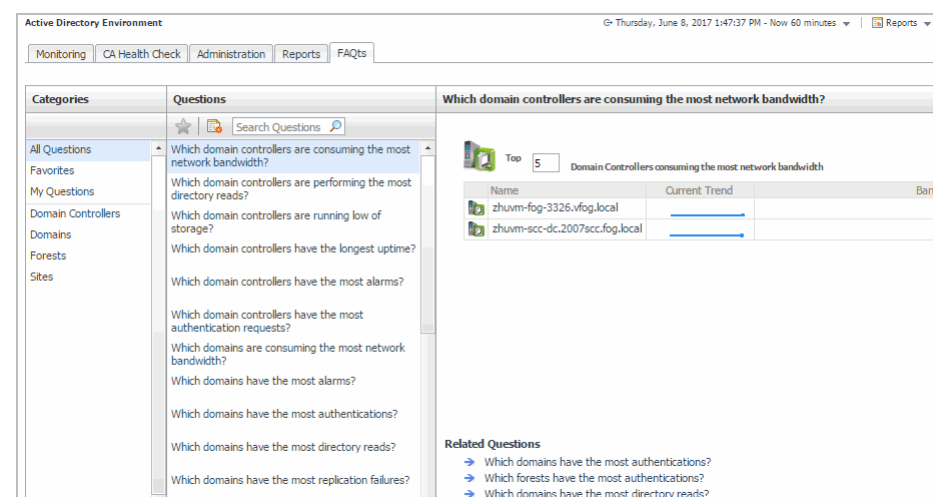 Active Directory Environment
Thursday, June 8, 2017 1:47:37 PM - Now 60 minutes
Reports
Monitoring
CA Health Check
Administration
Reports
FAQts
Categories
All Questions
Favorites
My Questions
Domain Controllers
Domains
Forests
Sites
Questions
Search Questions
Which domain controllers are consuming the most
network bandwidth?
Which domain controllers are performing the most
directory reads?
Which domain controllers are running low of
storage?
Which domain controllers have the longest uptime?
Which domain controllers have the most alarms?
Which domain controllers have the most
authentication requests?
Which domains are consuming the most network
bandwidth?
Which domains have the most alarms?
Which domains have the most authentications?
Which domains have the most directory reads?
Which domains have the most replication failures?
Which domain controllers are consuming the most network bandwidth?
Top 5 Domain Controllers consuming the most network bandwidth
Name Current Trend Ban
zhuvm-fog-3326.vfog.local
zhuvm-scc-dc.2007scc.fog.local
Related Questions
Which domains have the most authentications?
Which forests have the most authentications?
Which domains have the most directory reads?